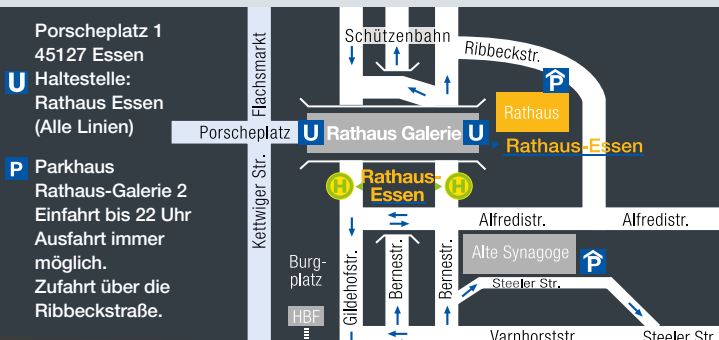 Porscheplatz 1
45127 Essen
U Haltestelle:
Rathaus Essen
(Alle Linien)
P Parkhaus
Rathaus-Galerie 2
Einfahrt bis 22 Uhr
Ausfahrt immer
möglich.
Zufahrt über die
Ribbeckstraße.
Flachsmarkt
Schützenbahn
Ribbeckstr.
P
Rathaus
Porscheplatz
U Rathaus Galerie U
Rathaus-Essen
Kettwiger Str.
H Rathaus- H
Essen
Alfredistr.
Alfredistr.
Gildehofstr.
Bernestr.
Bernestr.
Burg-
platz
HBF
Alte Synagoge
P
Steeler Str.
Varnhorststr.
Steeler Str.